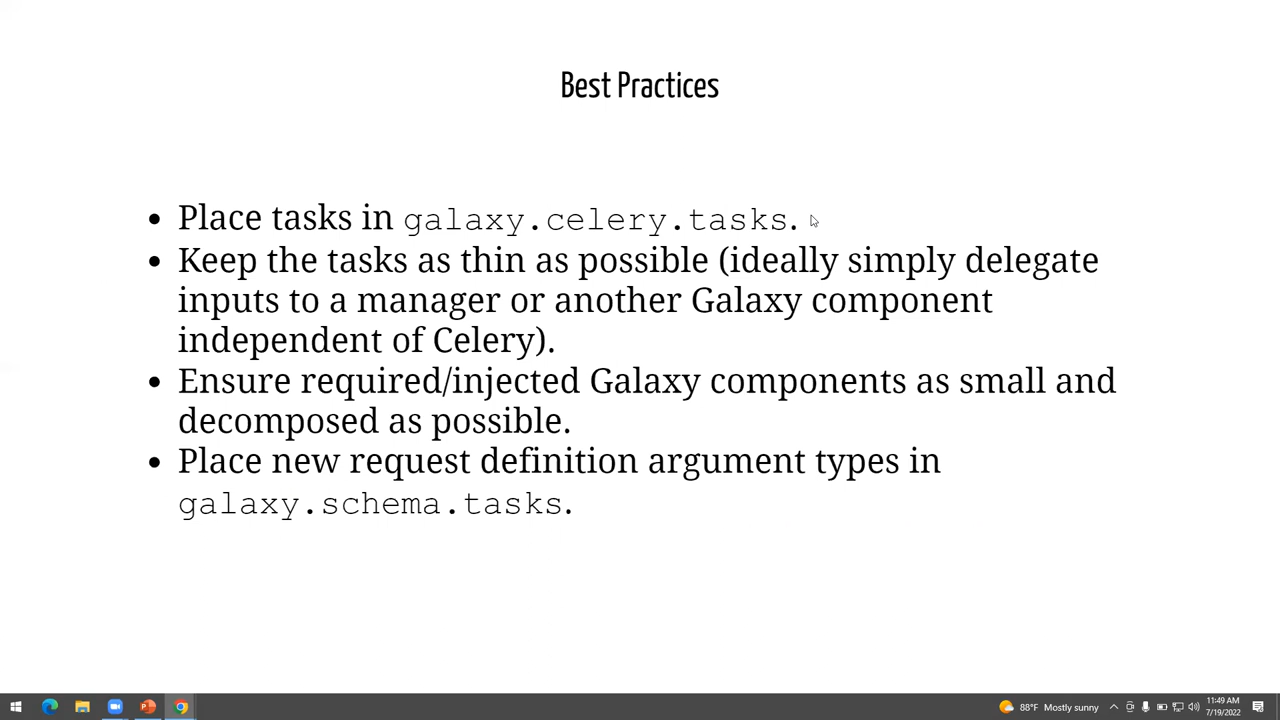 Best Practices
• Place tasks in galaxy.celery.tasks.
• Keep the tasks as thin as possible (ideally simply delegate
inputs to a manager or another Galaxy component
independent of Celery).
• Ensure required/injected Galaxy components as small and
decomposed as possible.
• Place new request definition argument types in
galaxy.schema.tasks.
88°F Mostly sunny
11:49 AM
7/19/2022